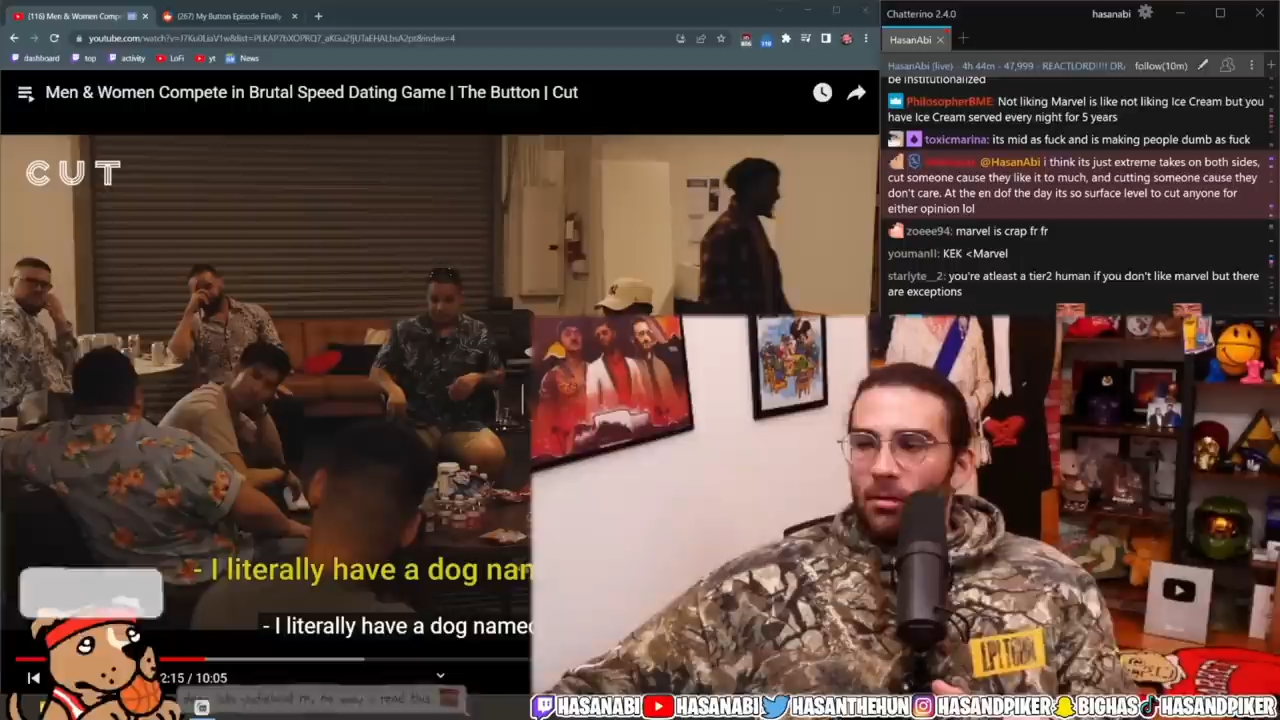 (116) Men & Women Compe
(267) My Button Episode Finally
Chatterino 2.4.0
hasanabi
youtube.com/watch?v=J7Ku0LiaV1w&list=PLKAP7bXOPRQ7_aKGu2fjUTaEHALbsA2pt&index=4
dashboard top activity LoFi yt News
HasanAbi
HasanAbi (live) - 4h 44m - 47,999 - REACTLORD!!!! DRA
follow(10m)
Men & Women Compete in Brutal Speed Dating Game | The Button | Cut
CUT
be institutionalized
PhilosopherBME: Not liking Marvel is like not liking Ice Cream but you
have Ice Cream served every night for 5 years
toxicmarina: its mid as fuck and is making people dumb as fuck
@HasanAbi i think its just extreme takes on both sides,
cut someone cause they like it to much, and cutting someone cause they
don't care. At the en dof the day its so surface level to cut anyone for
either opinion lol
zoeee94: marvel is crap fr fr
youmanII: KEK <Marvel
starlyte__2: you're atleast a tier2 human if you don't like marvel but there
are exceptions
- I literally have a dog nam
- I literally have a dog named
2:15 / 10:05
HASANABI HASANABI HASANTHEHUN HASANDPIKER BIGHAS HASANDPIKER